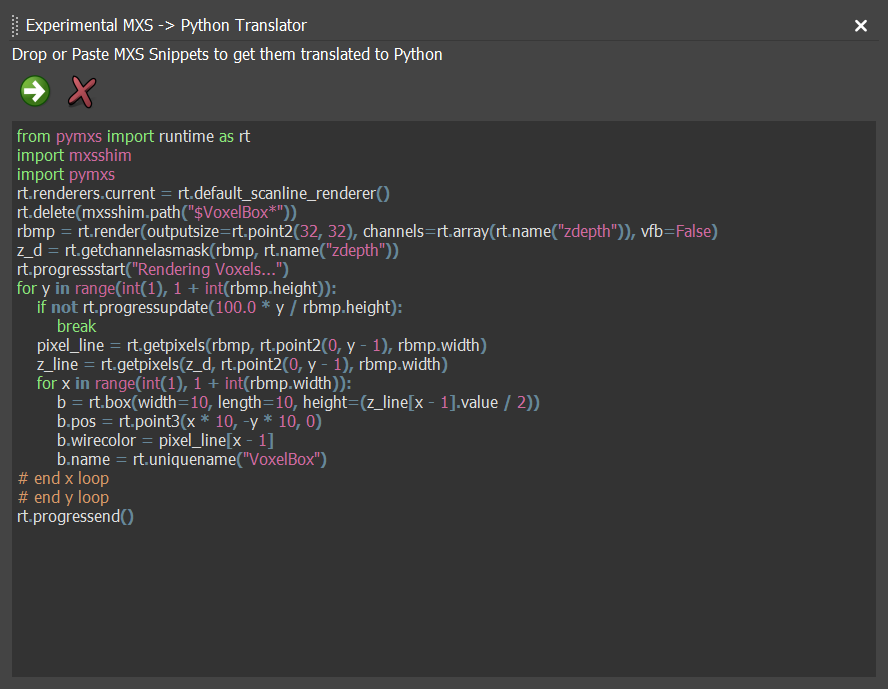 Experimental MXS -> Python Translator
Drop or Paste MXS Snippets to get them translated to Python
from pymxs import runtime as rt
import mxsshim
import pymxs
rt.renderers.current = rt.default_scanline_renderer()
rt.delete(mxsshim.path("$VoxelBox*"))
rbmp = rt.render(outputsize=rt.point2(32, 32), channels=rt.array(rt.name("zdepth")), vfb=False)
z_d = rt.getchannelasmask(rbmp, rt.name("zdepth"))
rt.progressstart("Rendering Voxels...")
for y in range(int(1), 1 + int(rbmp.height)):
    if not rt.progressupdate(100.0 * y / rbmp.height):
        break
    pixel_line = rt.getpixels(rbmp, rt.point2(0, y - 1), rbmp.width)
    z_line = rt.getpixels(z_d, rt.point2(0, y - 1), rbmp.width)
    for x in range(int(1), 1 + int(rbmp.width)):
        b = rt.box(width=10, length=10, height=(z_line[x - 1].value / 2))
        b.pos = rt.point3(x * 10, -y * 10, 0)
        b.wirecolor = pixel_line[x - 1]
        b.name = rt.uniquename("VoxelBox")
# end x loop
# end y loop
rt.progressend()